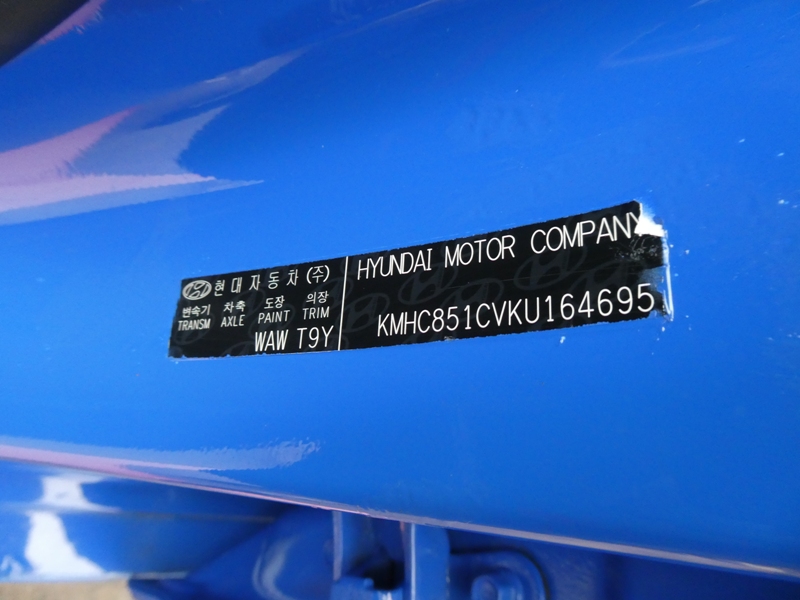 현대자동차(주)
변속기 차축 도장 의장
TRANSM AXLE PAINT TRIM
WAW T9Y
HYUNDAI MOTOR COMPANY
KMHC851CVKU164695